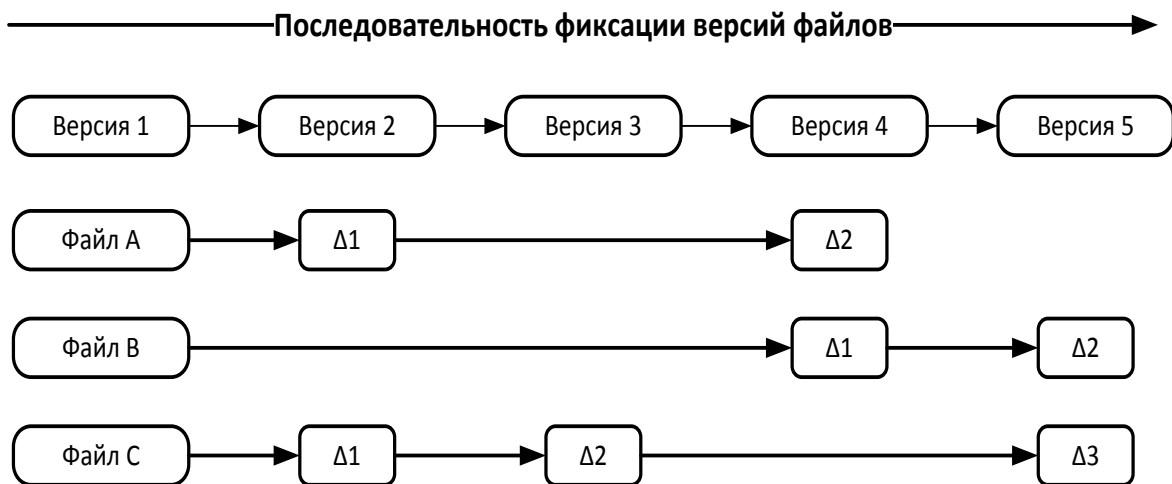 Последовательность фиксации версий файлов
Версия 1 Версия 2 Версия 3 Версия 4 Версия 5
Файл A Δ1 Δ2
Файл B Δ1 Δ2
Файл C Δ1 Δ2 Δ3